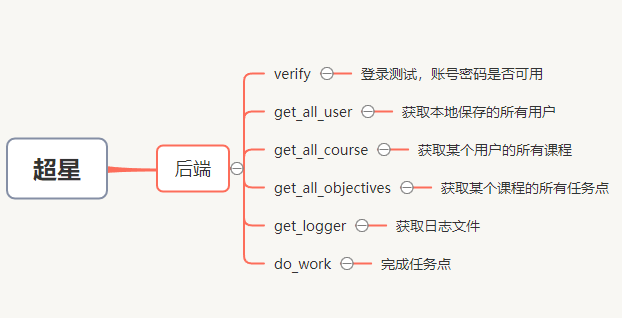 超星
后端
verify 登录测试，账号密码是否可用
get_all_user 获取本地保存的所有用户
get_all_course 获取某个用户的所有课程
get_all_objectives 获取某个课程的所有任务点
get_logger 获取日志文件
do_work 完成任务点